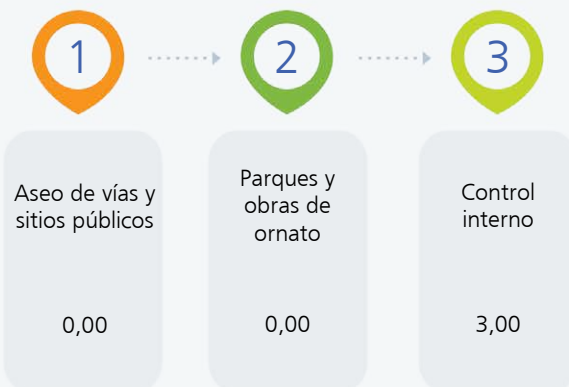 1
2
3
Aseo de vías y
sitios públicos
0,00
Parques y
obras de
ornato
0,00
Control
interno
3,00